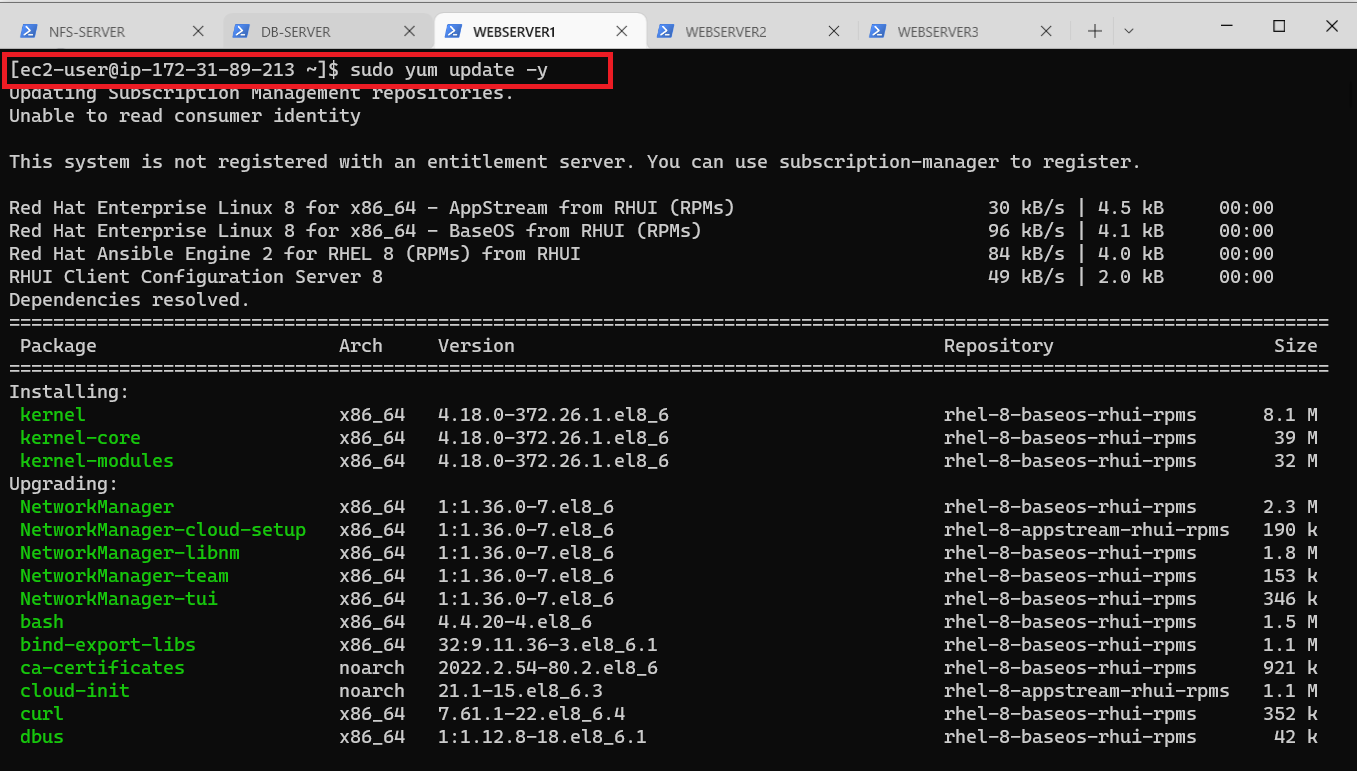 NFS-SERVER DB-SERVER WEBSERVER1 WEBSERVER2 WEBSERVER3
[ec2-user@ip-172-31-89-213 ~]$ sudo yum update -y
Updating Subscription Management repositories.
Unable to read consumer identity
This system is not registered with an entitlement server. You can use subscription-manager to register.
Red Hat Enterprise Linux 8 for x86_64 - AppStream from RHUI (RPMs) 30 kB/s | 4.5 kB 00:00
Red Hat Enterprise Linux 8 for x86_64 - BaseOS from RHUI (RPMs) 96 kB/s | 4.1 kB 00:00
Red Hat Ansible Engine 2 for RHEL 8 (RPMs) from RHUI 84 kB/s | 4.0 kB 00:00
RHUI Client Configuration Server 8 49 kB/s | 2.0 kB 00:00
Dependencies resolved.
========================================================================================================================
Package Arch Version Repository Size
========================================================================================================================
Installing:
kernel x86_64 4.18.0-372.26.1.el8_6 rhel-8-baseos-rhui-rpms 8.1 M
kernel-core x86_64 4.18.0-372.26.1.el8_6 rhel-8-baseos-rhui-rpms 39 M
kernel-modules x86_64 4.18.0-372.26.1.el8_6 rhel-8-baseos-rhui-rpms 32 M
Upgrading:
NetworkManager x86_64 1:1.36.0-7.el8_6 rhel-8-baseos-rhui-rpms 2.3 M
NetworkManager-cloud-setup x86_64 1:1.36.0-7.el8_6 rhel-8-appstream-rhui-rpms 190 k
NetworkManager-libnm x86_64 1:1.36.0-7.el8_6 rhel-8-baseos-rhui-rpms 1.8 M
NetworkManager-team x86_64 1:1.36.0-7.el8_6 rhel-8-baseos-rhui-rpms 153 k
NetworkManager-tui x86_64 1:1.36.0-7.el8_6 rhel-8-baseos-rhui-rpms 346 k
bash x86_64 4.4.20-4.el8_6 rhel-8-baseos-rhui-rpms 1.5 M
bind-export-libs x86_64 32:9.11.36-3.el8_6.1 rhel-8-baseos-rhui-rpms 1.1 M
ca-certificates noarch 2022.2.54-80.2.el8_6 rhel-8-baseos-rhui-rpms 921 k
cloud-init noarch 21.1-15.el8_6.3 rhel-8-appstream-rhui-rpms 1.1 M
curl x86_64 7.61.1-22.el8_6.4 rhel-8-baseos-rhui-rpms 352 k
dbus x86_64 1:1.12.8-18.el8_6.1 rhel-8-baseos-rhui-rpms 42 k